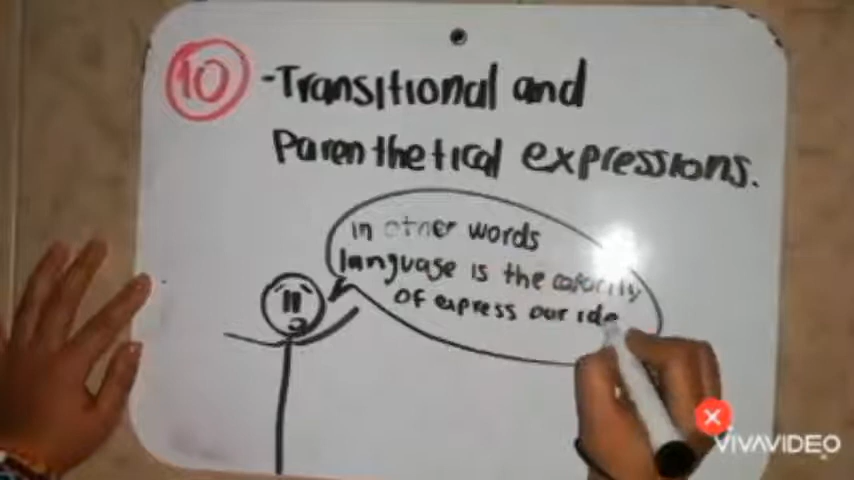 10 -Transitional and
Parenthetical expressions.
in other words
language is the capacity
of express our ide
VIVAVIDEO